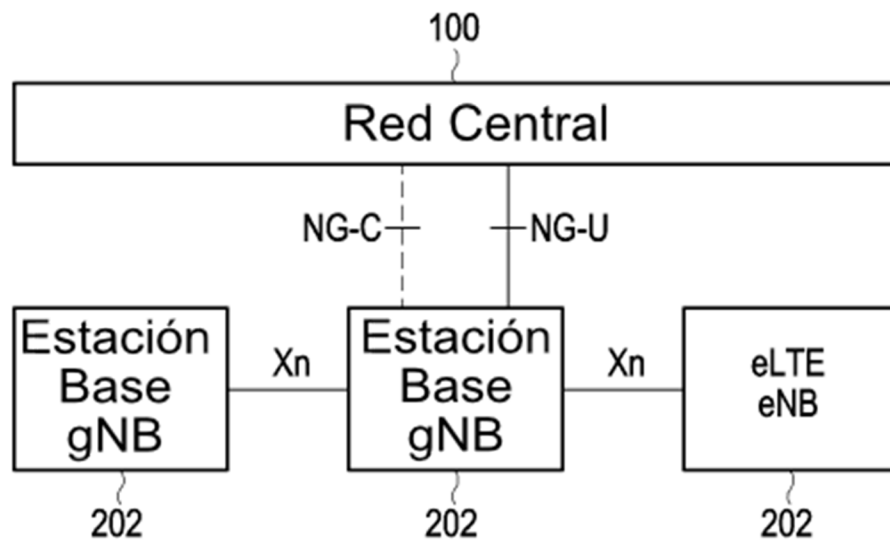 100
Red Central
NG-C
NG-U
Estación
Base
gNB
Xn
Estación
Base
gNB
Xn
eLTE
eNB
202
202
202